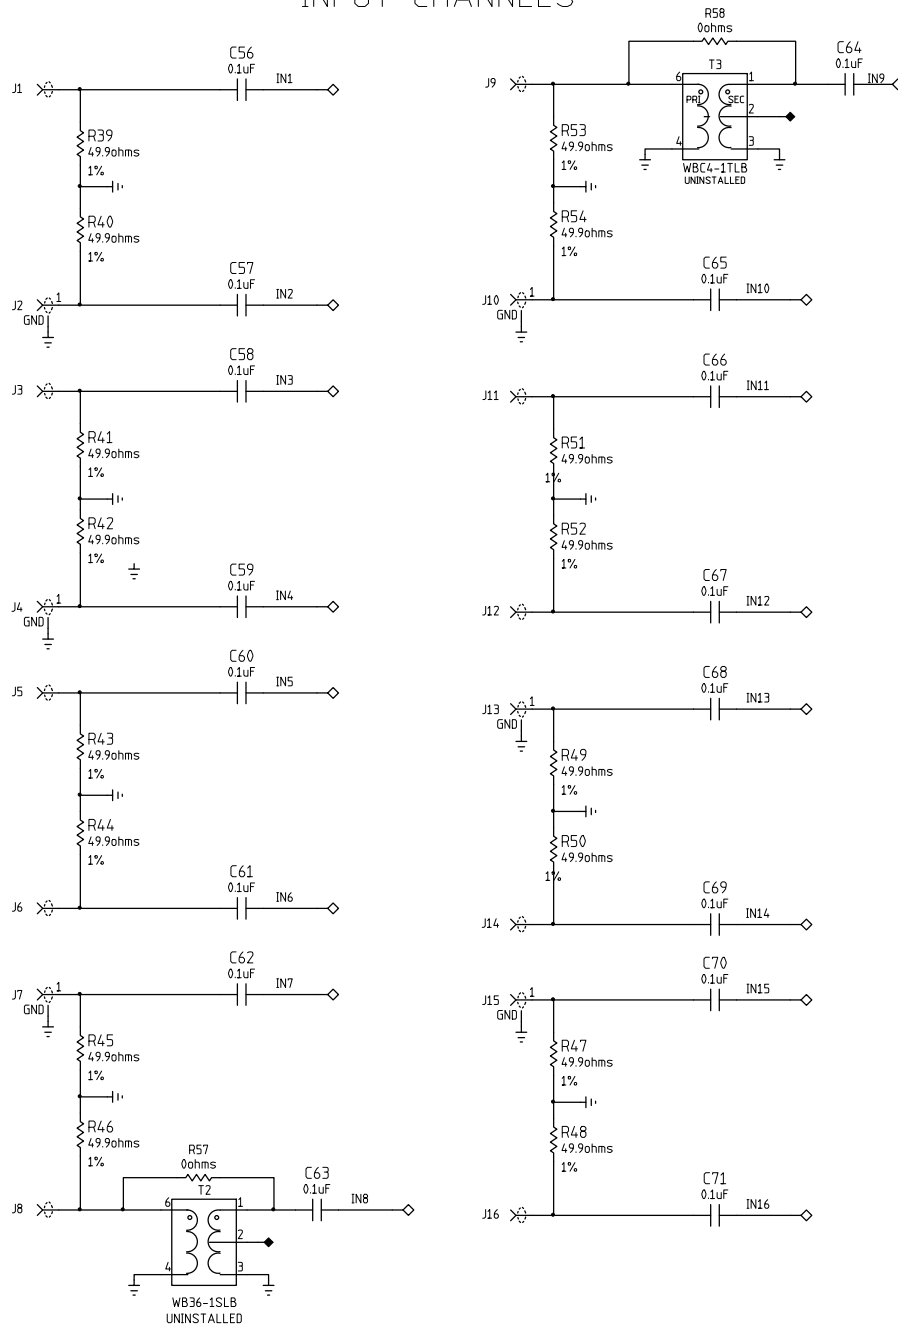 INPUT CHANNELS
C56
0.1uF
J1
IN1
R39
49.9ohms
1%
R40
49.9ohms
1%
C57
0.1uF
J2
1
GND
IN2
C58
0.1uF
J3
IN3
R41
49.9ohms
1%
R42
49.9ohms
1%
C59
0.1uF
J4
1
GND
IN4
C60
0.1uF
J5
IN5
R43
49.9ohms
1%
R44
49.9ohms
1%
C61
0.1uF
J6
IN6
C62
0.1uF
J7
1
GND
IN7
R45
49.9ohms
1%
R46
49.9ohms
1%
R57
0ohms
T2
C63
0.1uF
J8
6
1
IN8
2
4
3
WB36-1SLB
UNINSTALLED
R58
0ohms
C64
0.1uF
T3
J9
6
1
IN9
PRI
SEC
2
4
3
WBC4-1TLB
UNINSTALLED
R53
49.9ohms
1%
R54
49.9ohms
1%
C65
0.1uF
J10
1
GND
IN10
C66
0.1uF
J11
IN11
R51
49.9ohms
1%
R52
49.9ohms
1%
C67
0.1uF
J12
IN12
C68
0.1uF
J13
1
GND
IN13
R49
49.9ohms
1%
R50
49.9ohms
1%
C69
0.1uF
J14
IN14
C70
0.1uF
J15
1
GND
IN15
R47
49.9ohms
1%
R48
49.9ohms
1%
C71
0.1uF
J16
IN16